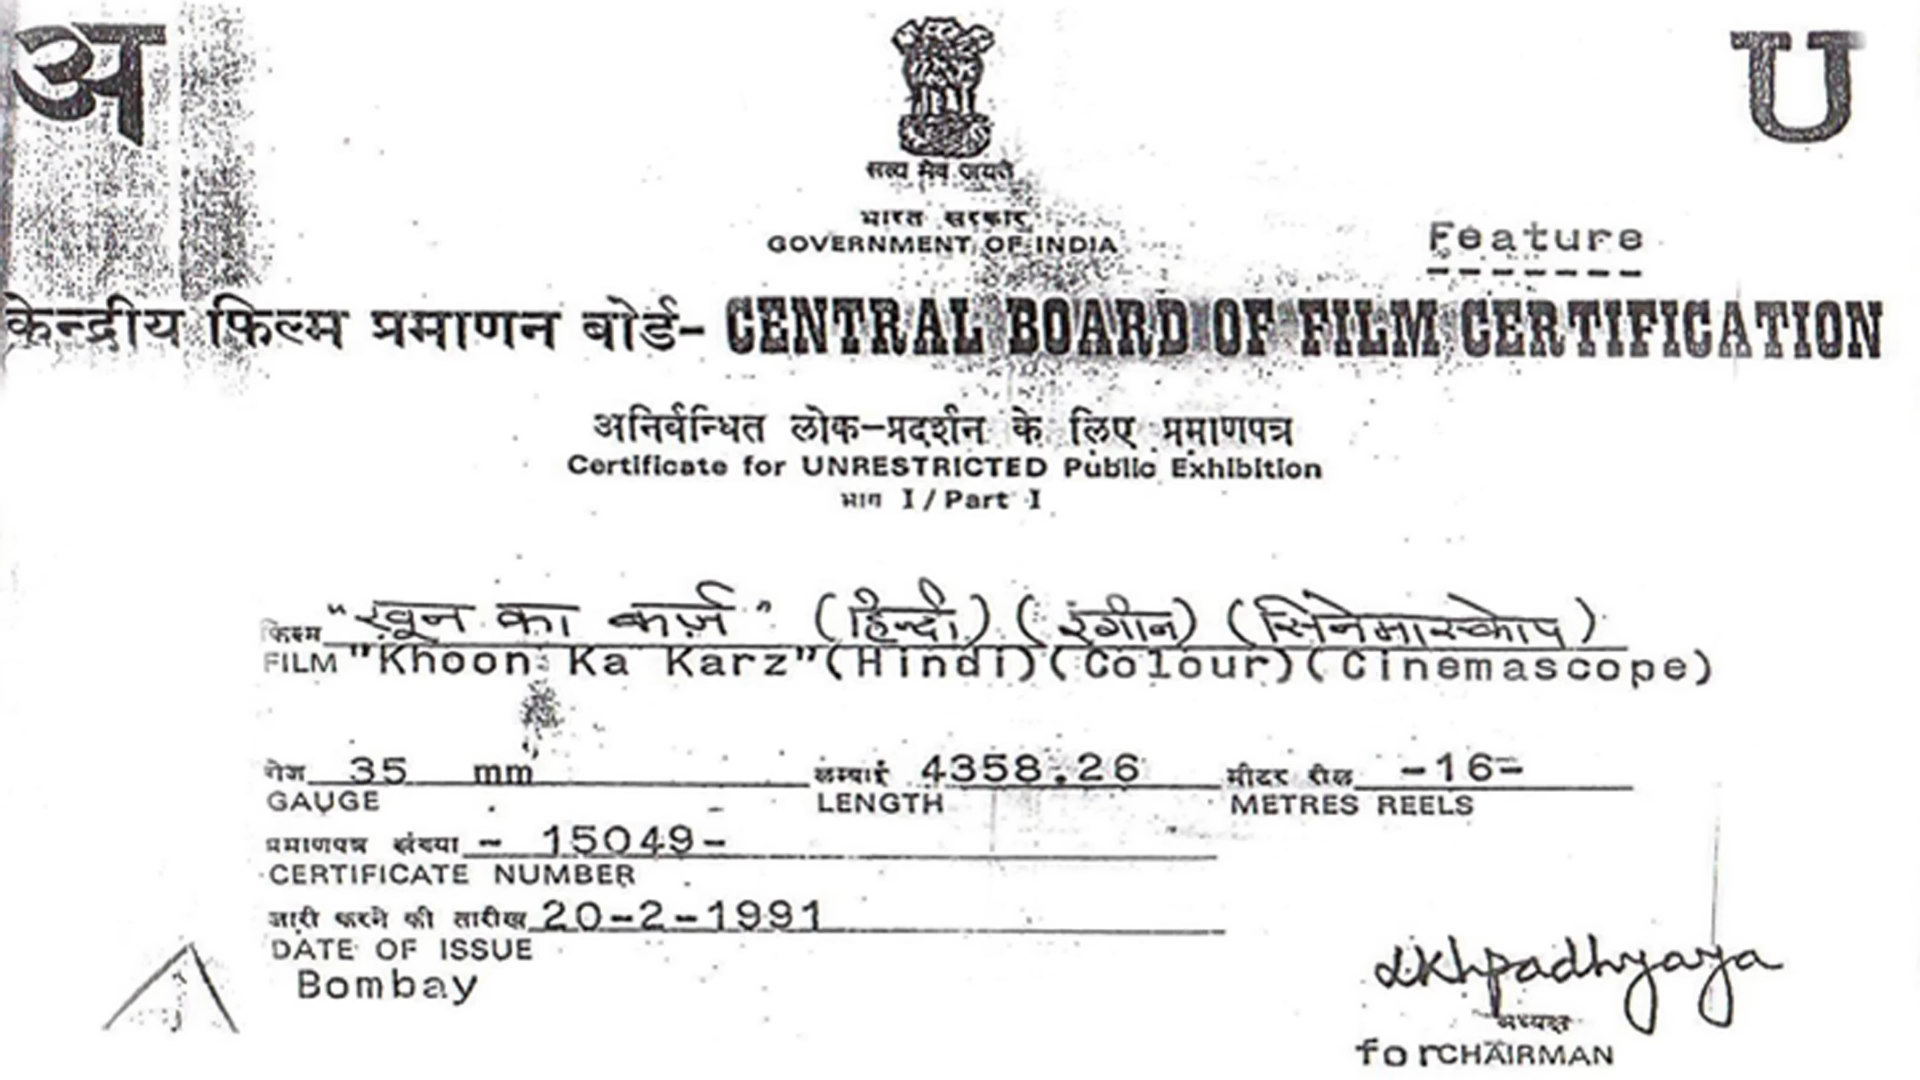 अ
U
सत्य मेव जयते
भारत सरकार
GOVERNMENT OF INDIA
Feature
केन्द्रीय फिल्म प्रमाणन बोर्ड- CENTRAL BOARD OF FILM CERTIFICATION
अनिर्बन्धित लोक-प्रदर्शन के लिए प्रमाणपत्र
Certificate for UNRESTRICTED Public Exhibition
भाग I / Part I
फिल्म "ख़ून का कर्ज़" (हिन्दी) (रंगीन) (सिनेमास्कोप)
FILM "Khoon Ka Karz" (Hindi) (Colour) (Cinemascope)
गेज 35 mm लम्बाई 4358.26 मीटर रील -16-
GAUGE LENGTH METRES REELS
प्रमाणपत्र संख्या - 15049-
CERTIFICATE NUMBER
जारी करने की तारीख 20-2-1991
DATE OF ISSUE
Bombay
अध्यक्ष
for CHAIRMAN